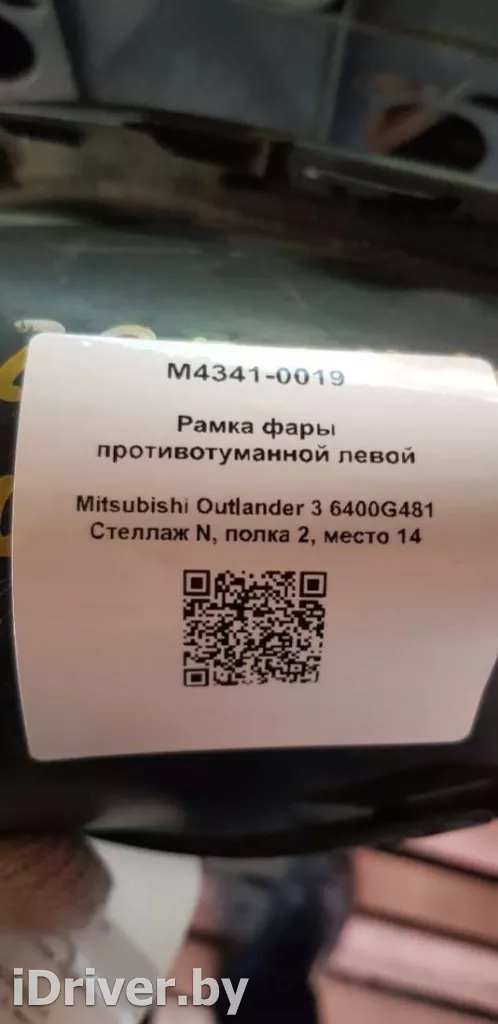 M4341-0019
Рамка фары
противотуманной левой
Mitsubishi Outlander 3 6400G481
Стеллаж N, полка 2, место 14
iDriver.by